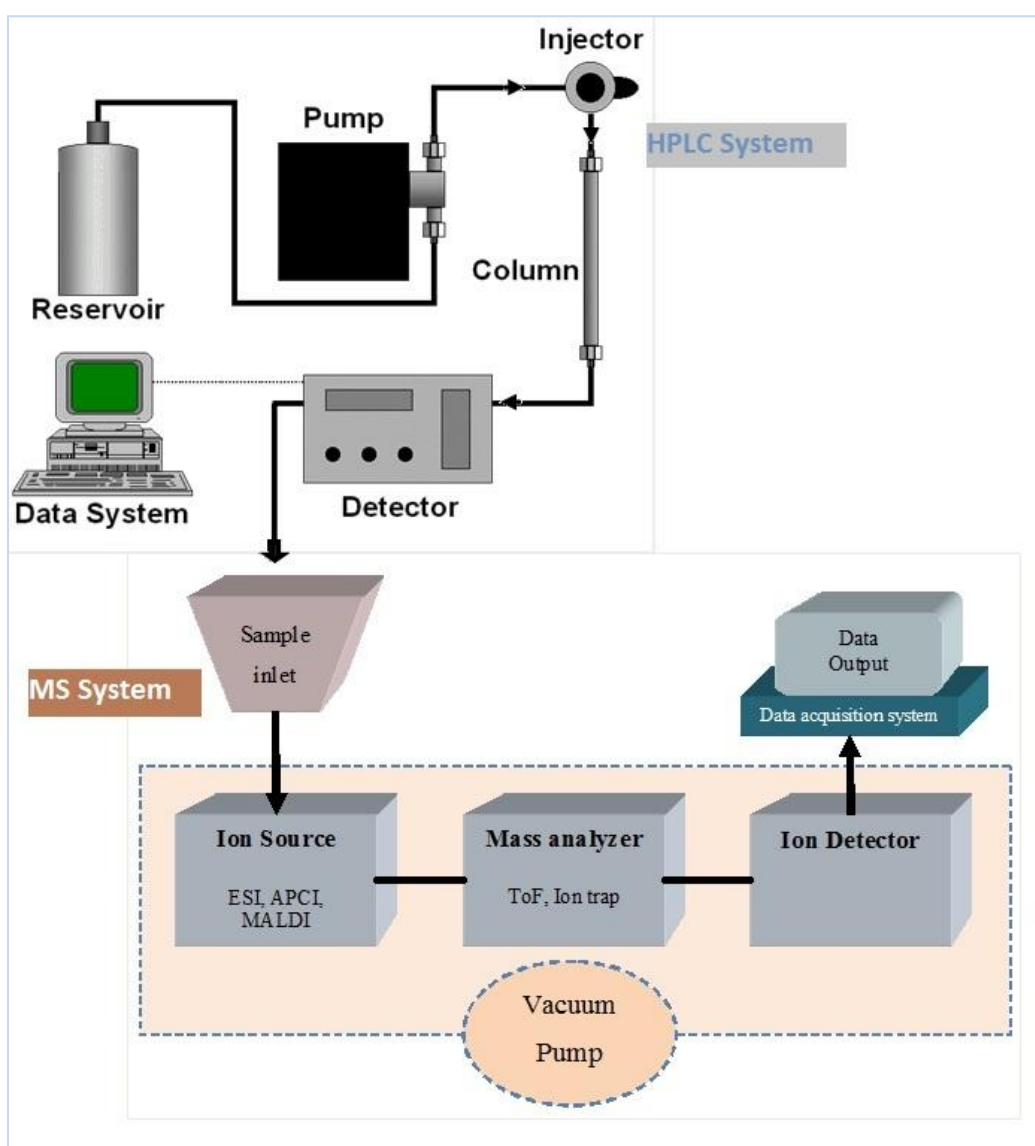 Injector
Pump
HPLC System
Column
Reservoir
Data System
Detector
Sample
inlet
Data
Output
MS System
Data acquisition system
Ion Source
ESI, APCI,
MALDI
Mass analyzer
ToF, Ion trap
Ion Detector
Vacuum
Pump